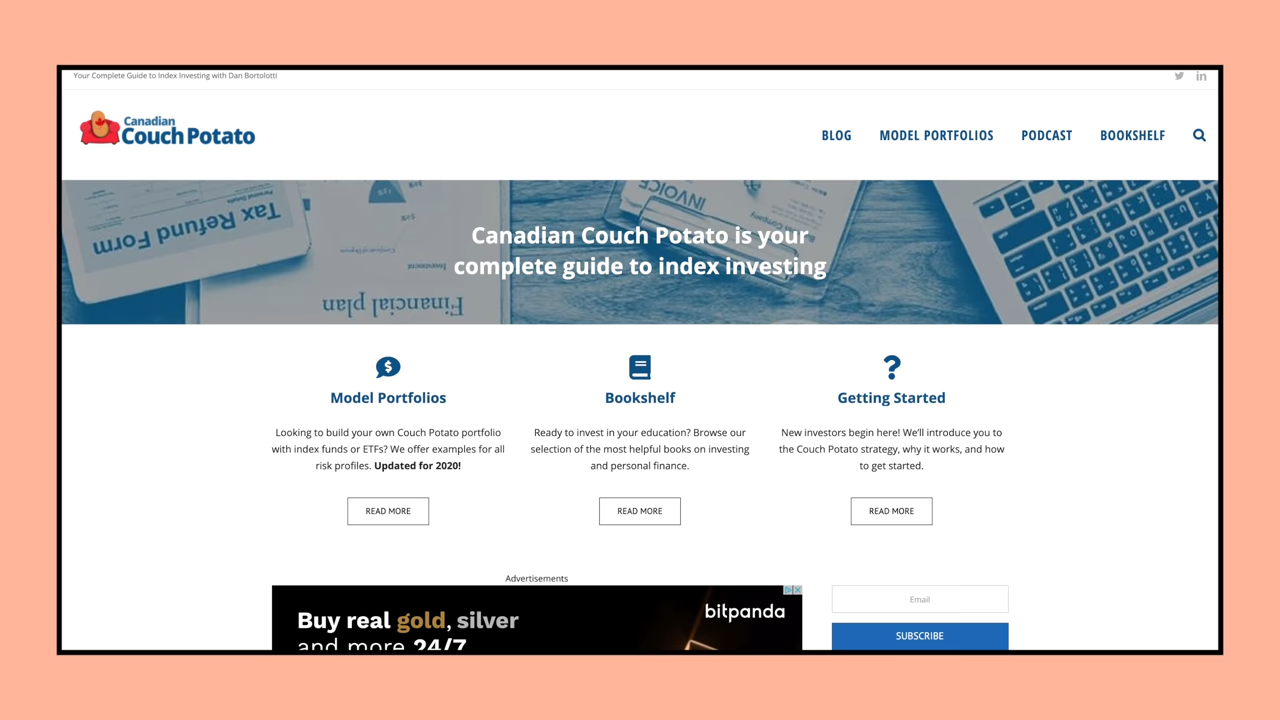 Your Complete Guide to Index Investing with Dan Bortolotti
Canadian
Couch Potato
BLOG MODEL PORTFOLIOS PODCAST BOOKSHELF
Tax Refund Form
INVOICE
Company
Financial plan
Canadian Couch Potato is your
complete guide to index investing
Model Portfolios
Looking to build your own Couch Potato portfolio
with index funds or ETFs? We offer examples for all
risk profiles. Updated for 2020!
READ MORE
Bookshelf
Ready to invest in your education? Browse our
selection of the most helpful books on investing
and personal finance.
READ MORE
Getting Started
New investors begin here! We'll introduce you to
the Couch Potato strategy, why it works, and how
to get started.
READ MORE
Advertisements
Buy real gold, silver
and more 24/7
bitpanda
Email
SUBSCRIBE